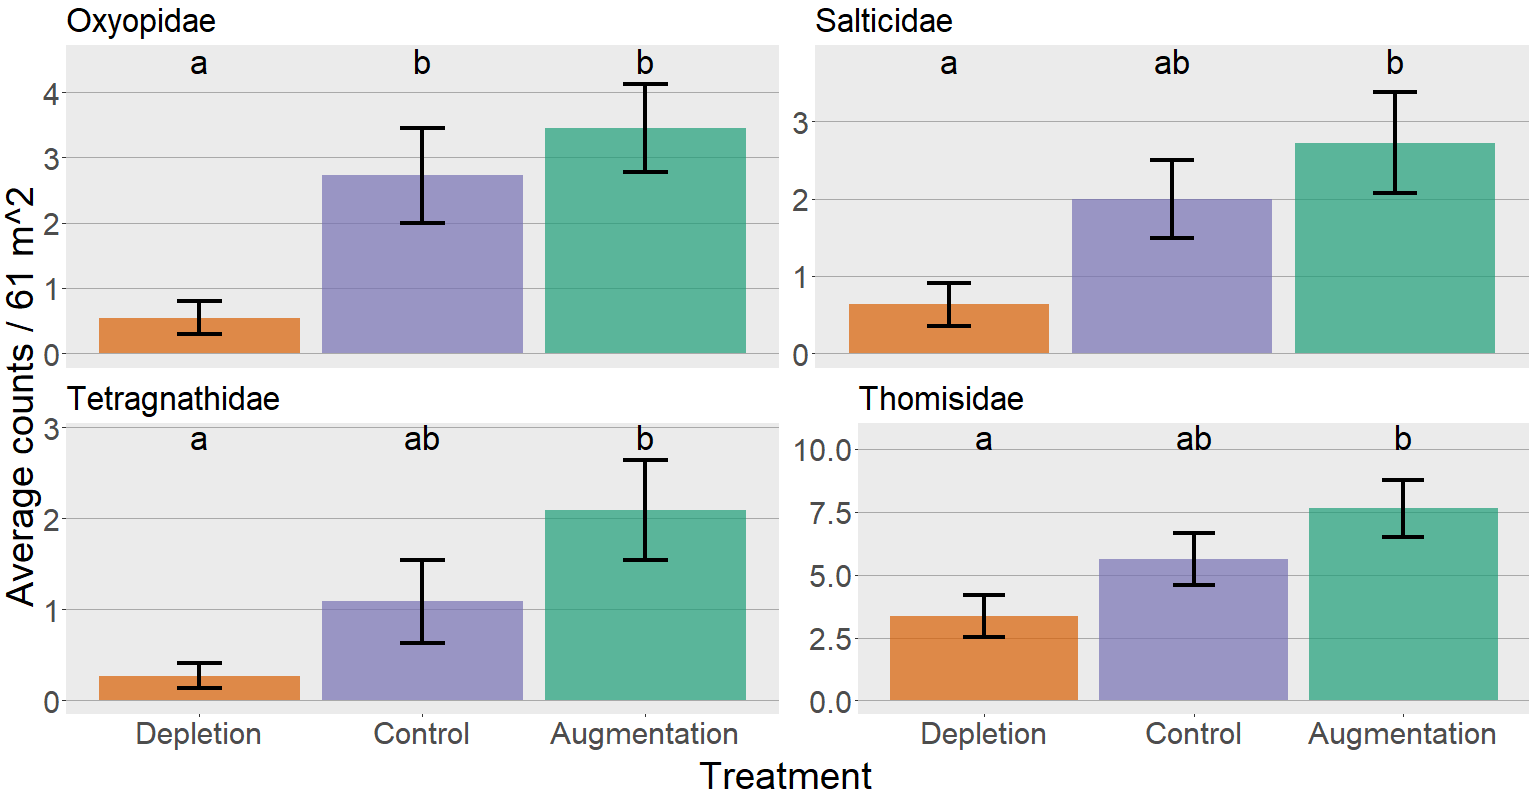 Oxyopidae
a b b
4
3
2
1
0
Salticidae
a ab b
3
2
1
0
Tetragnathidae
a ab b
3
2
1
0
Depletion Control Augmentation
Thomisidae
a ab b
10.0
7.5
5.0
2.5
0.0
Depletion Control Augmentation
Average counts / 61 m^2
Treatment